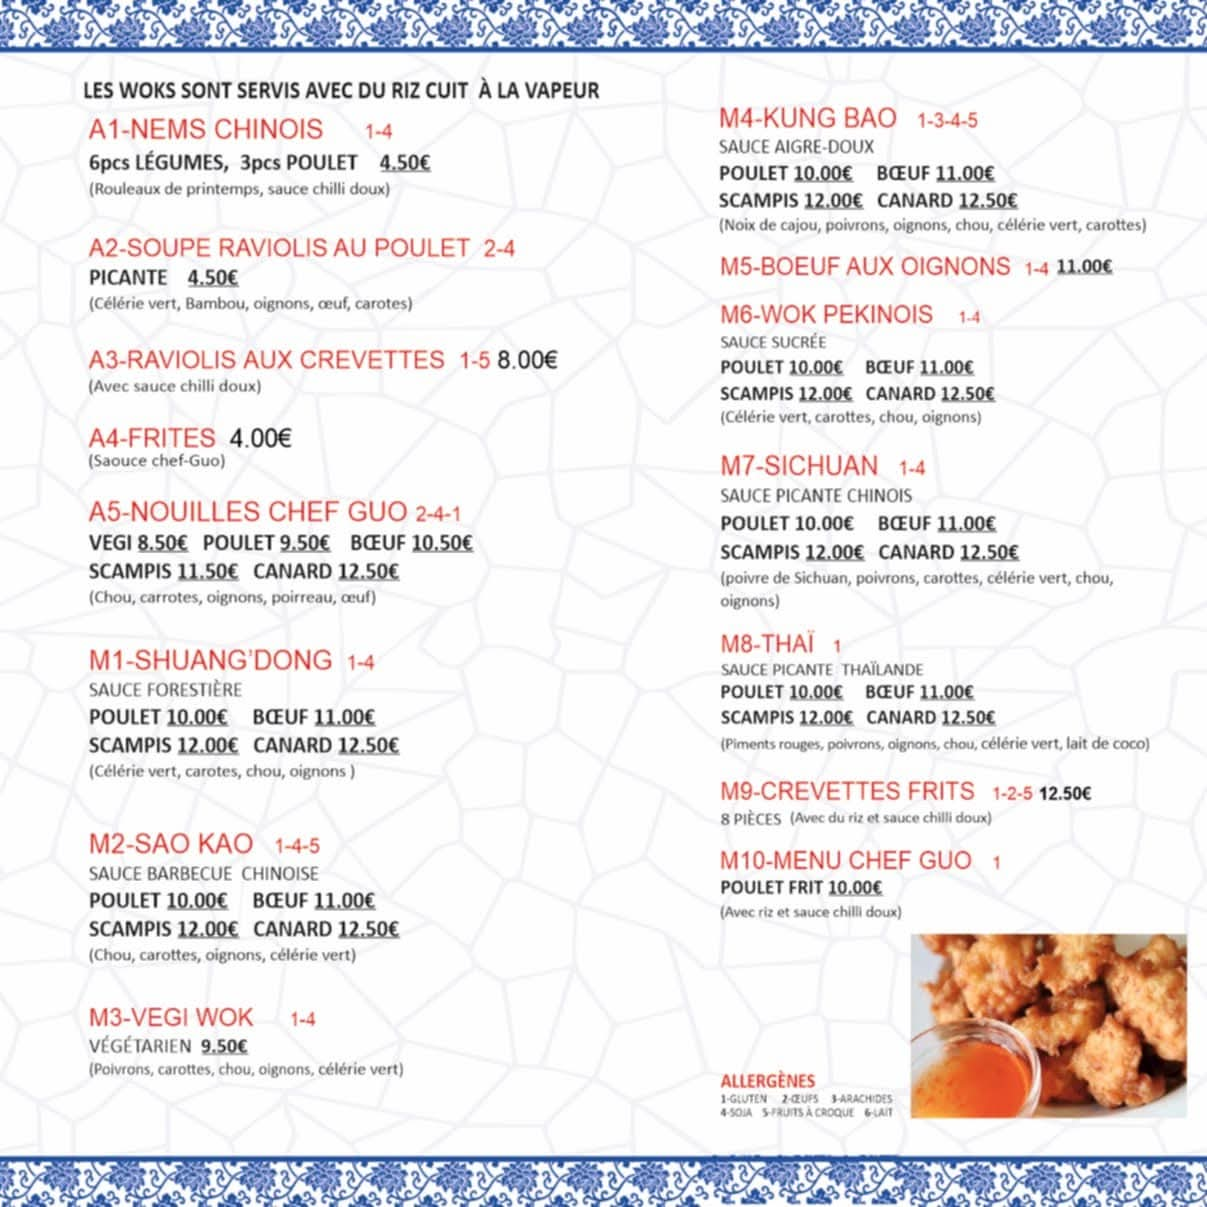 LES WOKS SONT SERVIS AVEC DU RIZ CUIT À LA VAPEUR
A1-NEMS CHINOIS 1-4
6pcs LÉGUMES, 3pcs POULET 4.50€
(Rouleaux de printemps, sauce chilli doux)
A2-SOUPE RAVIOLIS AU POULET 2-4
PICANTE 4.50€
(Célérie vert, Bambou, oignons, œuf, carotes)
A3-RAVIOLIS AUX CREVETTES 1-5 8.00€
(Avec sauce chilli doux)
A4-FRITES 4.00€
(Saouce chef-Guo)
A5-NOUILLES CHEF GUO 2-4-1
VEGI 8.50€ POULET 9.50€ BŒUF 10.50€
SCAMPIS 11.50€ CANARD 12.50€
(Chou, carrotes, oignons, poirreau, œuf)
M1-SHUANG'DONG 1-4
SAUCE FORESTIÈRE
POULET 10.00€ BŒUF 11.00€
SCAMPIS 12.00€ CANARD 12.50€
(Célérie vert, carotes, chou, oignons )
M2-SAO KAO 1-4-5
SAUCE BARBECUE CHINOISE
POULET 10.00€ BŒUF 11.00€
SCAMPIS 12.00€ CANARD 12.50€
(Chou, carottes, oignons, célérie vert)
M3-VEGI WOK 1-4
VÉGÉTARIEN 9.50€
(Poivrons, carottes, chou, oignons, célérie vert)
M4-KUNG BAO 1-3-4-5
SAUCE AIGRE-DOUX
POULET 10.00€ BŒUF 11.00€
SCAMPIS 12.00€ CANARD 12.50€
(Noix de cajou, poivrons, oignons, chou, célérie vert, carottes)
M5-BOEUF AUX OIGNONS 1-4 11.00€
M6-WOK PEKINOIS 1-4
SAUCE SUCRÉE
POULET 10.00€ BŒUF 11.00€
SCAMPIS 12.00€ CANARD 12.50€
(Célérie vert, carottes, chou, oignons)
M7-SICHUAN 1-4
SAUCE PICANTE CHINOIS
POULET 10.00€ BŒUF 11.00€
SCAMPIS 12.00€ CANARD 12.50€
(poivre de Sichuan, poivrons, carottes, célérie vert, chou,
oignons)
M8-THAÏ 1
SAUCE PICANTE THAÏLANDE
POULET 10.00€ BŒUF 11.00€
SCAMPIS 12.00€ CANARD 12.50€
(Piments rouges, poivrons, oignons, chou, célérie vert, lait de coco)
M9-CREVETTES FRITS 1-2-5 12.50€
8 PIÈCES (Avec du riz et sauce chilli doux)
M10-MENU CHEF GUO 1
POULET FRIT 10.00€
(Avec riz et sauce chilli doux)
ALLERGÈNES
1-GLUTEN 2-ŒUFS 3-ARACHIDES
4-SOJA 5-FRUITS À CROQUE 6-LAIT